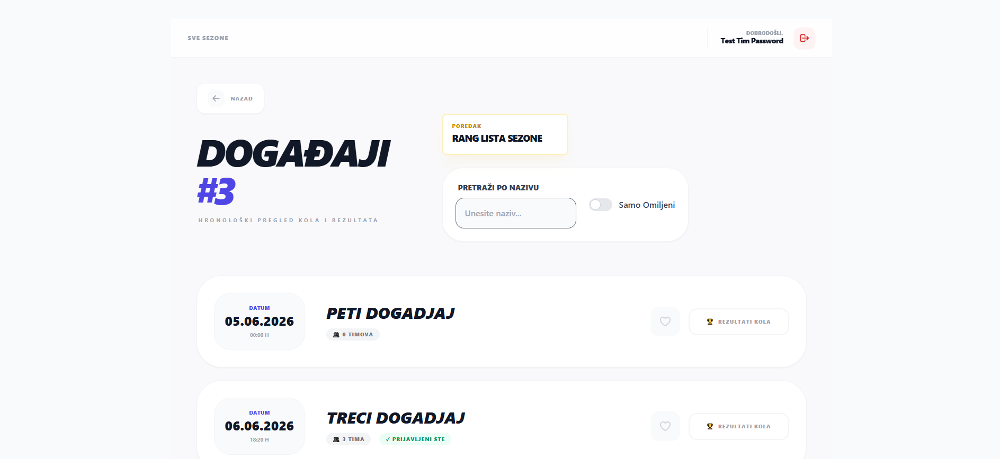 SVE SEZONE
DOBRODOŠLI,
Test Tim Password
NAZAD
DOGAĐAJI
#3
HRONOLOŠKI PREGLED KOLA I REZULTATA
POREDAK
RANG LISTA SEZONE
PRETRAŽI PO NAZIVU
Unesite naziv...
Samo Omiljeni
DATUM
05.06.2026
00:00 H
PETI DOGADJAJ
0 TIMOVA
REZULTATI KOLA
DATUM
06.06.2026
18:20 H
TRECI DOGADJAJ
3 TIMA
✓ PRIJAVLJENI STE
REZULTATI KOLA